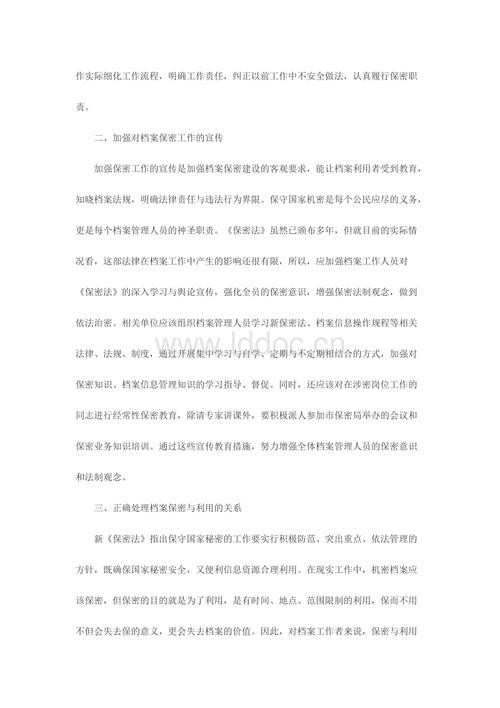 作实际细化工作流程，明确工作责任，纠正以前工作中不安全做法，认真履行保密职
责。
二、加强对档案保密工作的宣传
加强保密工作的宣传是加强档案保密建设的客观要求，能让档案利用者受到教育，
知晓档案法规，明确法律责任与违法行为界限。保守国家机密是每个公民应尽的义务，
更是每个档案管理人员的神圣职责。《保密法》虽然已颁布多年，但就目前的实际情
况看，这部法律在档案工作中产生的影响还很有限，所以，应加强档案工作人员对
《保密法》的深入学习与舆论宣传，强化全员的保密意识，增强保密法制观念，做到
依法治密。相关单位应该组织档案管理人员学习新保密法、档案信息操作规程等相关
法律、法规、制度，通过开展集中学习与自学、定期与不定期相结合的方式，加强对
保密知识、档案信息管理知识的学习指导、督促。同时，还应该对在涉密岗位工作的
同志进行经常性保密教育，除请专家讲课外，要积极派人参加市保密局举办的会议和
保密业务知识培训。通过这些宣传教育措施，努力增强全体档案管理人员的保密意识
和法制观念。
三、正确处理档案保密与利用的关系
新《保密法》指出保守国家秘密的工作要实行积极防范、突出重点、依法管理的
方针，既确保国家秘密安全，又便利信息资源合理利用。在现实工作中，机密档案应
该保密，但保密的目的就是为了利用，是有时间、地点、范围限制的利用，保而不用
不但会失去保的意义，更会失去档案的价值。因此，对档案工作者来说，保密与利用
www.lddoc.cn